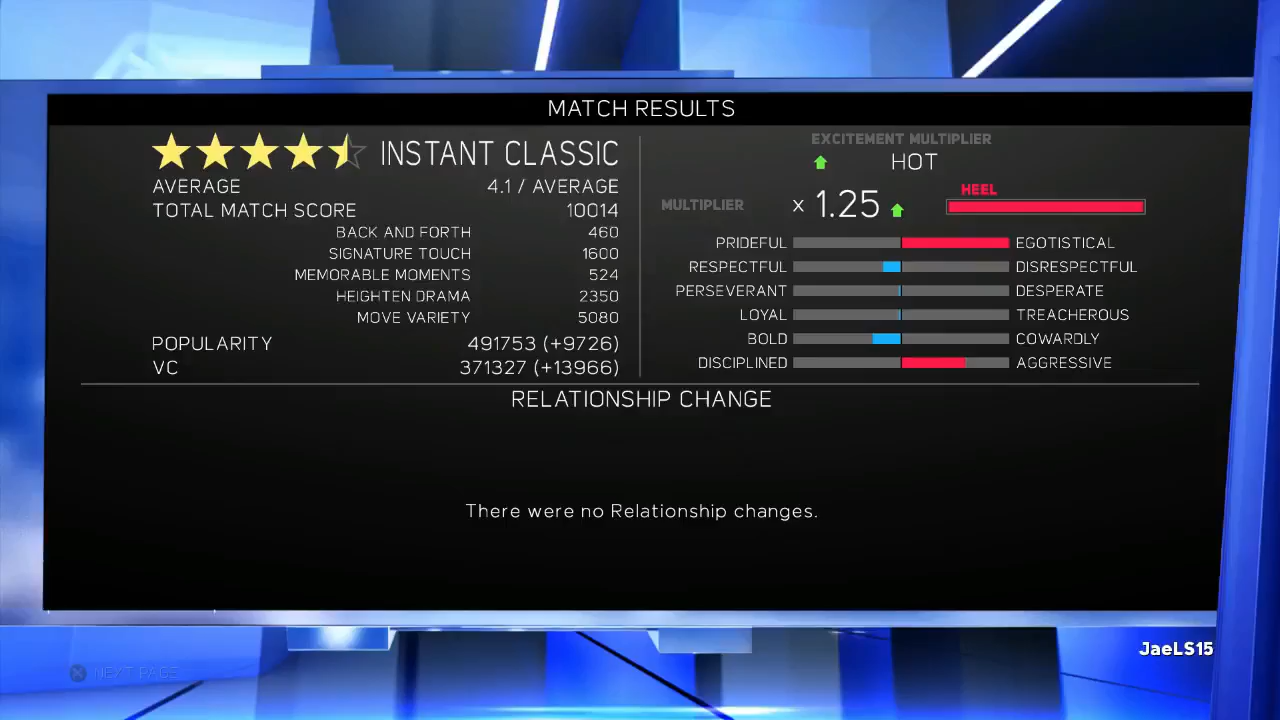 MATCH RESULTS
INSTANT CLASSIC
AVERAGE 4.1 / AVERAGE
TOTAL MATCH SCORE 10014
BACK AND FORTH 460
SIGNATURE TOUCH 1600
MEMORABLE MOMENTS 524
HEIGHTEN DRAMA 2350
MOVE VARIETY 5080
POPULARITY 491753 (+9726)
VC 371327 (+13966)
EXCITEMENT MULTIPLIER
HOT
MULTIPLIER x 1.25
HEEL
PRIDEFUL EGOTISTICAL
RESPECTFUL DISRESPECTFUL
PERSEVERANT DESPERATE
LOYAL TREACHEROUS
BOLD COWARDLY
DISCIPLINED AGGRESSIVE
RELATIONSHIP CHANGE
There were no Relationship changes.
JaeLS15
NEXT PAGE